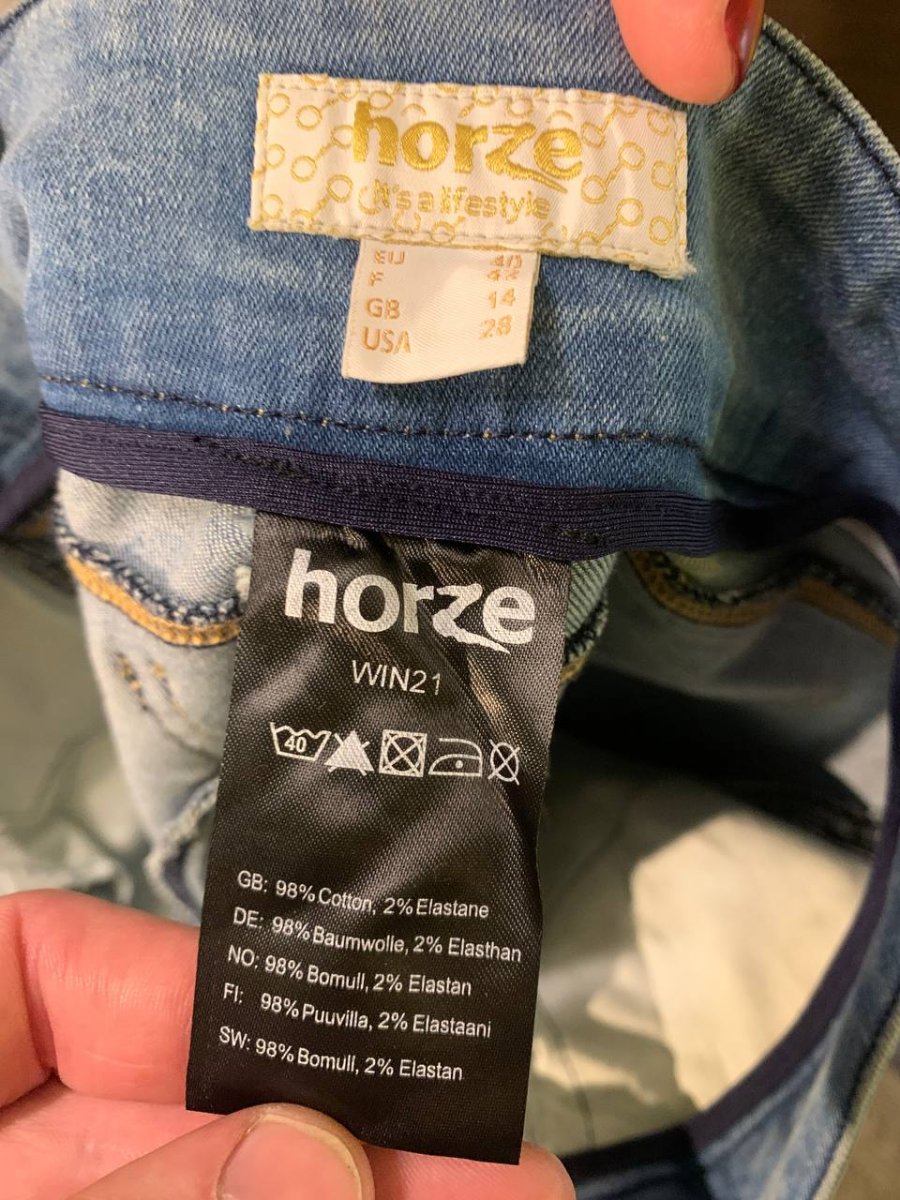 horze
it's a lifestyle
EU 40
F 42
GB 14
USA 28
horze
WIN21
40
GB: 98% Cotton, 2% Elastane
DE: 98% Baumwolle, 2% Elasthan
NO: 98% Bomull, 2% Elastan
FI: 98% Puuvilla, 2% Elastaani
SW: 98% Bomull, 2% Elastan